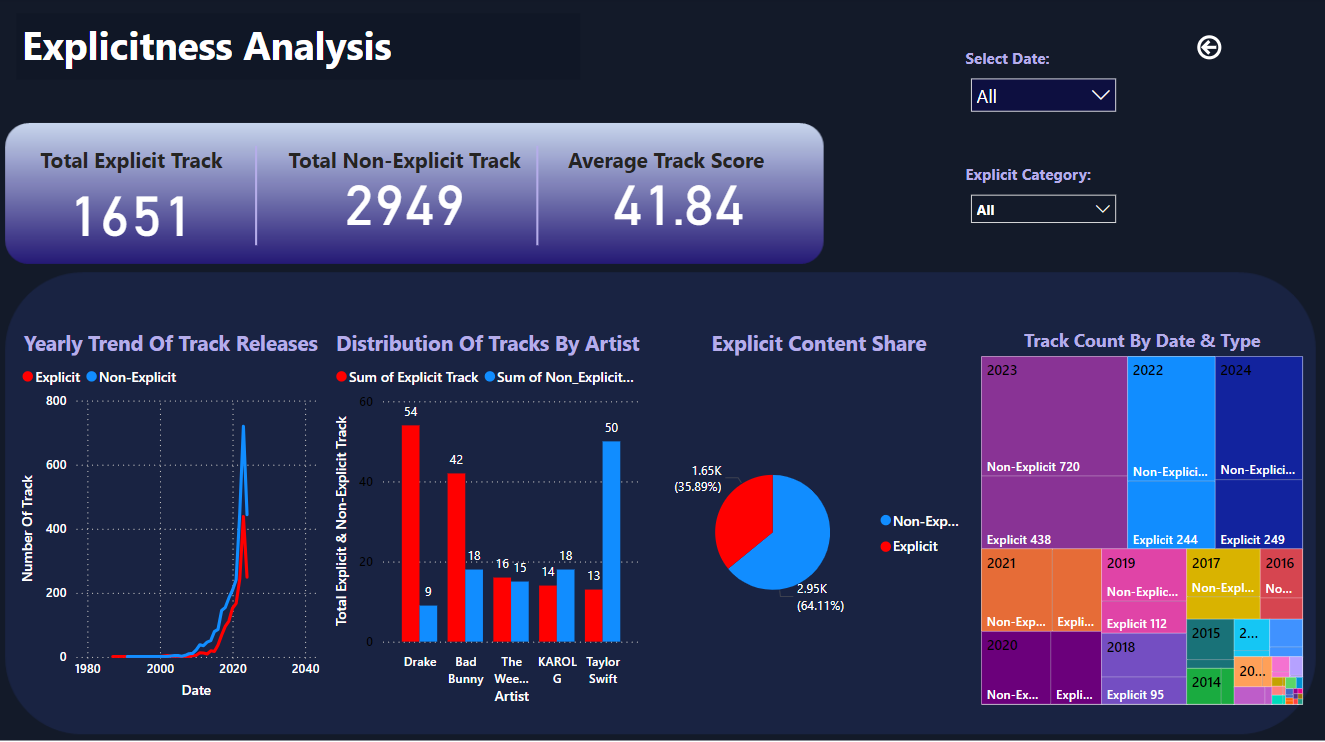 Explicitness Analysis
Select Date:
All
Explicit Category:
All
Total Explicit Track
1651
Total Non-Explicit Track
2949
Average Track Score
41.84
Yearly Trend Of Track Releases
Explicit Non-Explicit
Number Of Track
800
600
400
200
0
1980 2000 2020 2040
Date
Distribution Of Tracks By Artist
Sum of Explicit Track Sum of Non_Explicit...
Total Explicit & Non-Explicit Track
60
40
20
0
54
9
42
18
16
15
14
18
13
50
Drake
Bad
Bunny
The
Wee...
KAROL
G
Taylor
Swift
Artist
Explicit Content Share
1.65K
(35.89%)
2.95K
(64.11%)
Non-Exp...
Explicit
Track Count By Date & Type
2023
Non-Explicit 720
Explicit 438
2022
Non-Explici...
Explicit 244
2024
Non-Explici...
Explicit 249
2021
Non-Exp...
Expli...
2020
Non-Ex...
Expli...
2019
Non-Explic...
Explicit 112
2018
Explicit 95
2017
Non-Expl...
2016
No...
2015
2014
2...
20...